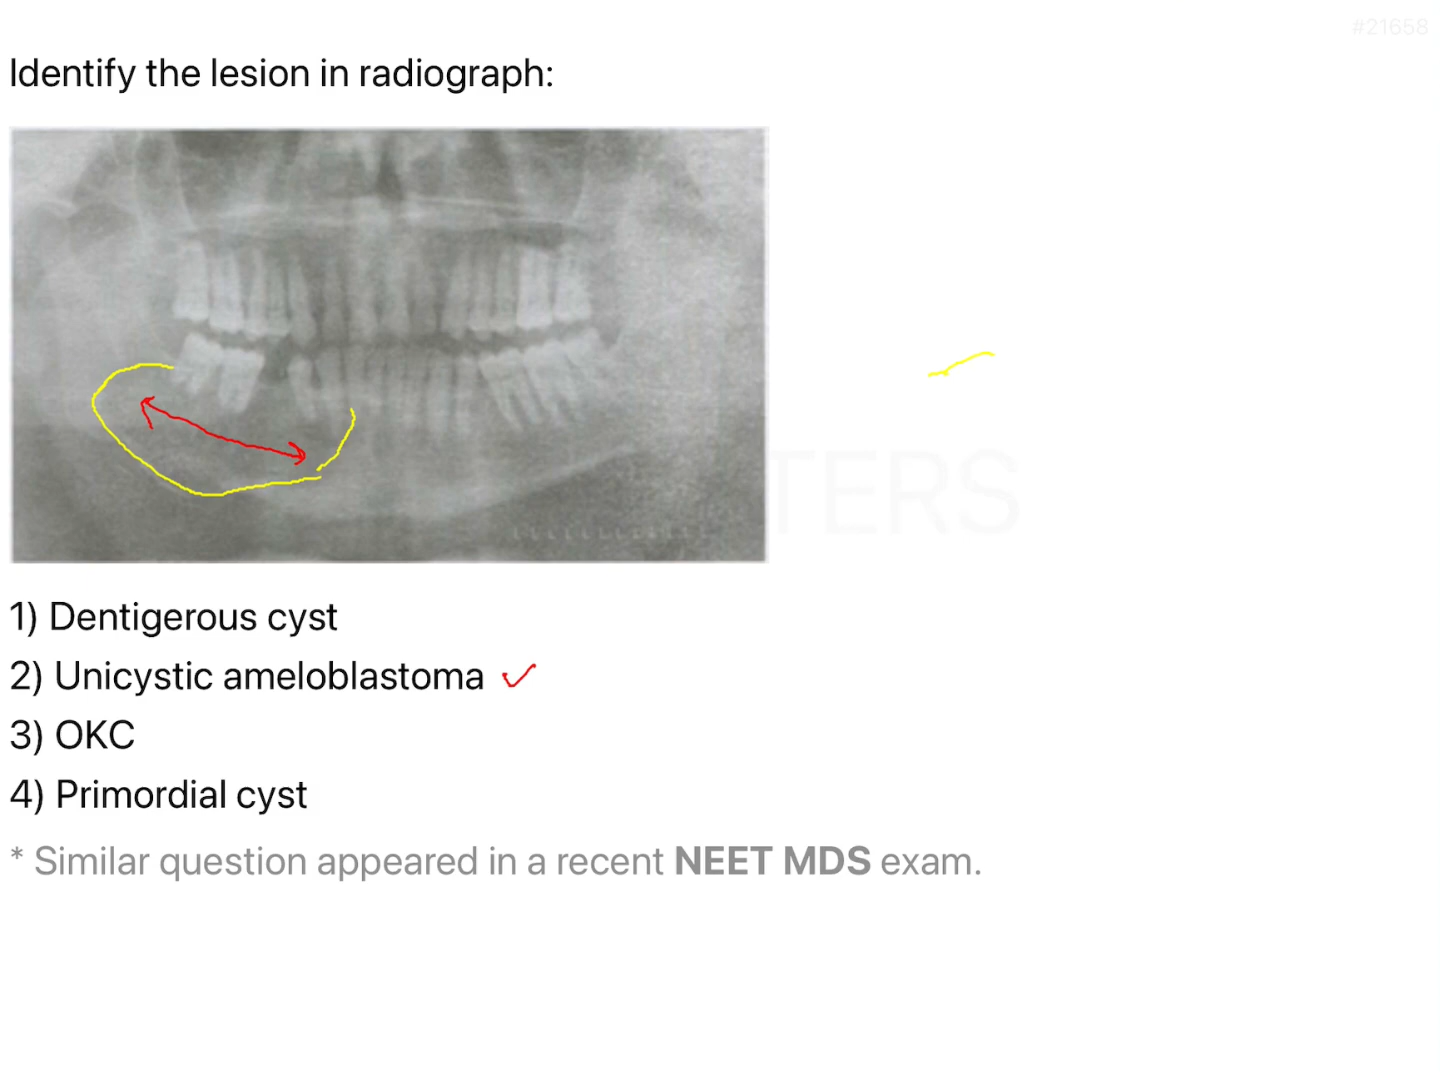 #21658
Identify the lesion in radiograph:
TERS
1) Dentigerous cyst
2) Unicystic ameloblastoma
3) OKC
4) Primordial cyst
* Similar question appeared in a recent NEET MDS exam.